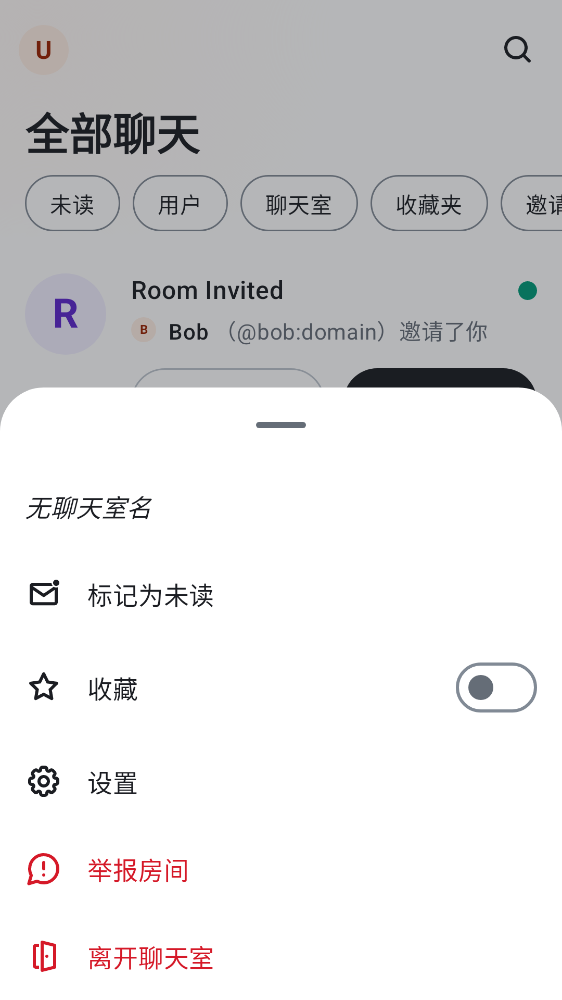 U
全部聊天
未读 用户 聊天室 收藏夹 邀请
R
Room Invited
B Bob （@bob:domain）邀请了你
无聊天室名
标记为未读
收藏
设置
举报房间
离开聊天室